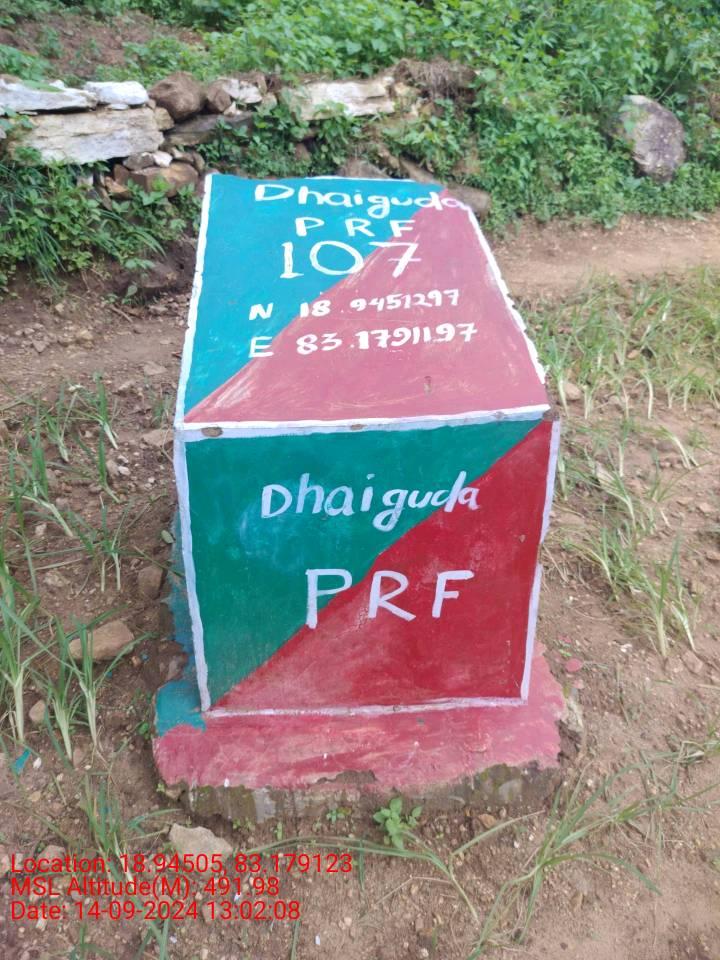 Dhaiguda
PRF
107
N 18.9451297
E 83.1791197
Dhaiguda
PRF
Location: 18.94505, 83.179123
MSL Altitude(M): 491.98
Date: 14-09-2024 13:02:08